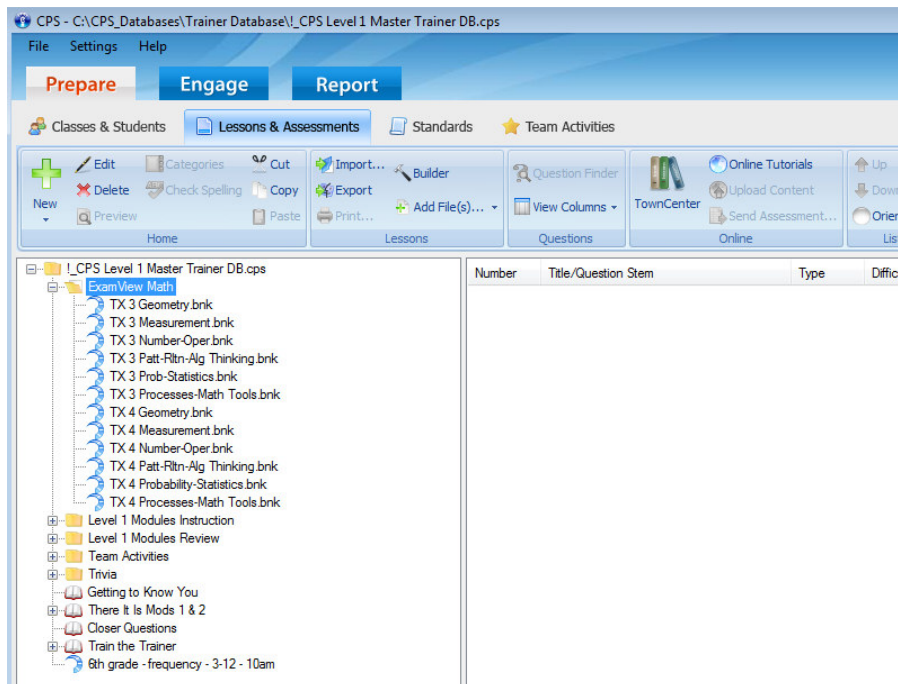 CPS - C:\CPS_Databases\Trainer Database\!_CPS Level 1 Master Trainer DB.cps
File Settings Help
Prepare Engage Report
Classes & Students Lessons & Assessments Standards Team Activities
Edit Categories Cut Import... Builder Question Finder Online Tutorials Up
New Delete Check Spelling Copy Export Add File(s)... View Columns TownCenter Upload Content Down
Preview Paste Print... Send Assessment... Orien
Home Lessons Questions Online Lis
!_CPS Level 1 Master Trainer DB.cps
ExamView Math
TX 3 Geometry.bnk
TX 3 Measurement.bnk
TX 3 Number-Oper.bnk
TX 3 Patt-Rltn-Alg Thinking.bnk
TX 3 Prob-Statistics.bnk
TX 3 Processes-Math Tools.bnk
TX 4 Geometry.bnk
TX 4 Measurement.bnk
TX 4 Number-Oper.bnk
TX 4 Patt-Rltn-Alg Thinking.bnk
TX 4 Probability-Statistics.bnk
TX 4 Processes-Math Tools.bnk
Level 1 Modules Instruction
Level 1 Modules Review
Team Activities
Trivia
Getting to Know You
There It Is Mods 1 & 2
Closer Questions
Train the Trainer
6th grade - frequency - 3-12 - 10am
Number Title/Question Stem Type Diffic